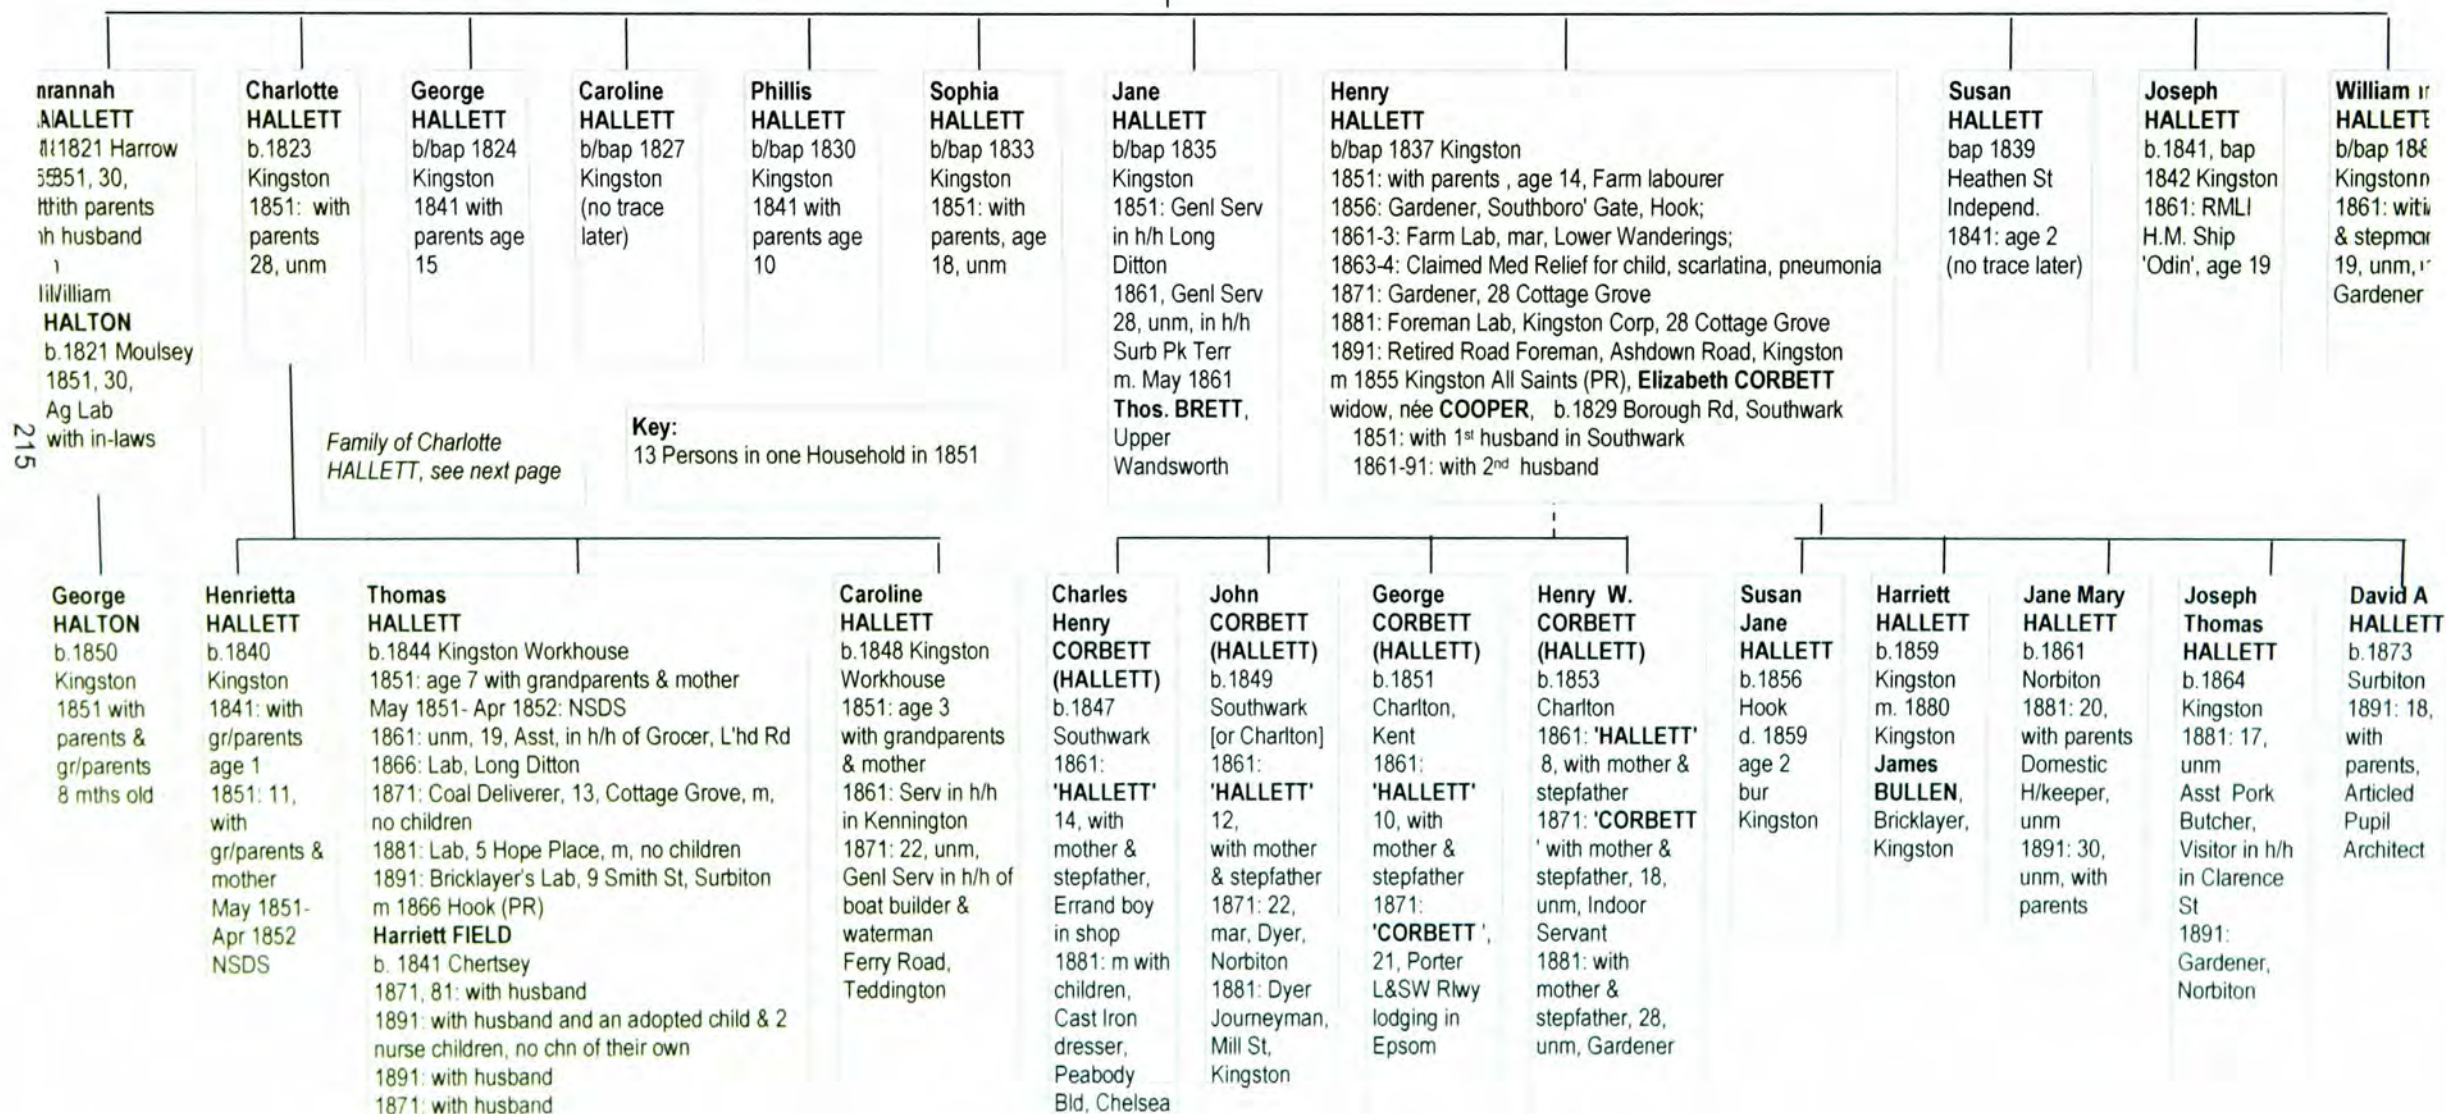 HALLETT
1821 Harrow
1851, 30,
with parents
husband
William
HALTON
b.1821 Moulsey
1851, 30,
Ag Lab
with in-laws
Charlotte
HALLETT
b.1823
Kingston
1851: with
parents
28, unm
George
HALLETT
b/bap 1824
Kingston
1841 with
parents age
15
Caroline
HALLETT
b/bap 1827
Kingston
(no trace
later)
Phillis
HALLETT
b/bap 1830
Kingston
1841 with
parents age
10
Sophia
HALLETT
b/bap 1833
Kingston
1851: with
parents, age
18, unm
Jane
HALLETT
b/bap 1835
Kingston
1851: Genl Serv
in h/h Long
Ditton
1861, Genl Serv
28, unm, in h/h
Surb Pk Terr
m. May 1861
Thos. BRETT,
Upper
Wandsworth
Henry
HALLETT
b/bap 1837 Kingston
1851: with parents , age 14, Farm labourer
1856: Gardener, Southboro' Gate, Hook;
1861-3: Farm Lab, mar, Lower Wanderings;
1863-4: Claimed Med Relief for child, scarlatina, pneumonia
1871: Gardener, 28 Cottage Grove
1881: Foreman Lab, Kingston Corp, 28 Cottage Grove
1891: Retired Road Foreman, Ashdown Road, Kingston
m 1855 Kingston All Saints (PR), Elizabeth CORBETT
widow, née COOPER, b.1829 Borough Rd, Southwark
1851: with 1st husband in Southwark
1861-91: with 2nd husband
Susan
HALLETT
bap 1839
Heathen St
Independ.
1841: age 2
(no trace later)
Joseph
HALLETT
b.1841, bap
1842 Kingston
1861: RMLI
H.M. Ship
'Odin', age 19
William
HALLETT
b/bap
Kingston
1861:
&
19, unm,
Gardener
215
Family of Charlotte
HALLETT, see next page
Key:
13 Persons in one Household in 1851
George
HALTON
b.1850
Kingston
1851 with
parents &
gr/parents
8 mths old
Henrietta
HALLETT
b.1840
Kingston
1841: with
gr/parents
age 1
1851: 11,
with
gr/parents &
mother
May 1851-
Apr 1852
NSDS
Thomas
HALLETT
b.1844 Kingston Workhouse
1851: age 7 with grandparents & mother
May 1851- Apr 1852: NSDS
1861: unm, 19, Asst, in h/h of Grocer, L'hd Rd
1866: Lab, Long Ditton
1871: Coal Deliverer, 13, Cottage Grove, m,
no children
1881: Lab, 5 Hope Place, m, no children
1891: Bricklayer's Lab, 9 Smith St, Surbiton
m 1866 Hook (PR)
Harriett FIELD
b. 1841 Chertsey
1871, 81: with husband
1891: with husband and an adopted child & 2
nurse children, no chn of their own
1891: with husband
1871: with husband
Caroline
HALLETT
b.1848 Kingston
Workhouse
1851: age 3
with grandparents
& mother
1861: Serv in h/h
in Kennington
1871: 22, unm,
Genl Serv in h/h of
boat builder &
waterman
Ferry Road,
Teddington
Charles
Henry
CORBETT
(HALLETT)
b.1847
Southwark
1861:
'HALLETT'
14, with
mother &
stepfather,
Errand boy
in shop
1881: m with
children,
Cast Iron
dresser,
Peabody
Bld, Chelsea
John
CORBETT
(HALLETT)
b.1849
Southwark
[or Charlton]
1861:
'HALLETT'
12,
with mother
& stepfather
1871: 22,
mar, Dyer,
Norbiton
1881: Dyer
Journeyman,
Mill St,
Kingston
George
CORBETT
(HALLETT)
b.1851
Charlton,
Kent
1861:
'HALLETT'
10, with
mother &
stepfather
1871:
'CORBETT ',
21, Porter
L&SW Rlwy
lodging in
Epsom
Henry W.
CORBETT
(HALLETT)
b.1853
Charlton
1861: 'HALLETT'
8, with mother &
stepfather
1871: 'CORBETT
' with mother &
stepfather, 18,
unm, Indoor
Servant
1881: with
mother &
stepfather, 28,
unm, Gardener
Susan
Jane
HALLETT
b.1856
Hook
d. 1859
age 2
bur
Kingston
Harriett
HALLETT
b.1859
Kingston
m. 1880
Kingston
James
BULLEN,
Bricklayer,
Kingston
Jane Mary
HALLETT
b.1861
Norbiton
1881: 20,
with parents
Domestic
H/keeper,
unm
1891: 30,
unm, with
parents
Joseph
Thomas
HALLETT
b.1864
Kingston
1881: 17,
unm
Asst Pork
Butcher,
Visitor in h/h
in Clarence
St
1891:
Gardener,
Norbiton
David A
HALLETT
b.1873
Surbiton
1891: 18,
with
parents,
Articled
Pupil
Architect